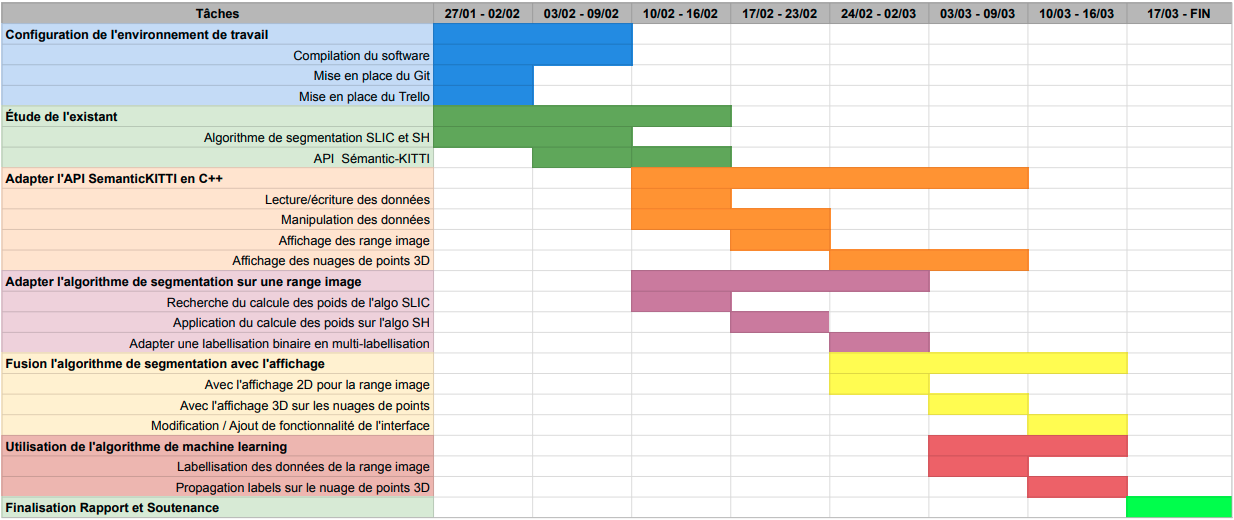 Tâches 27/01 - 02/02 03/02 - 09/02 10/02 - 16/02 17/02 - 23/02 24/02 - 02/03 03/03 - 09/03 10/03 - 16/03 17/03 - FIN
Configuration de l'environnement de travail
Compilation du software
Mise en place du Git
Mise en place du Trello
Étude de l'existant
Algorithme de segmentation SLIC et SH
API Sémantic-KITTI
Adapter l'API SemanticKITTI en C++
Lecture/écriture des données
Manipulation des données
Affichage des range image
Affichage des nuages de points 3D
Adapter l'algorithme de segmentation sur une range image
Recherche du calcule des poids de l'algo SLIC
Application du calcule des poids sur l'algo SH
Adapter une labellisation binaire en multi-labellisation
Fusion l'algorithme de segmentation avec l'affichage
Avec l'affichage 2D pour la range image
Avec l'affichage 3D sur les nuages de points
Modification / Ajout de fonctionnalité de l'interface
Utilisation de l'algorithme de machine learning
Labellisation des données de la range image
Propagation labels sur le nuage de points 3D
Finalisation Rapport et Soutenance